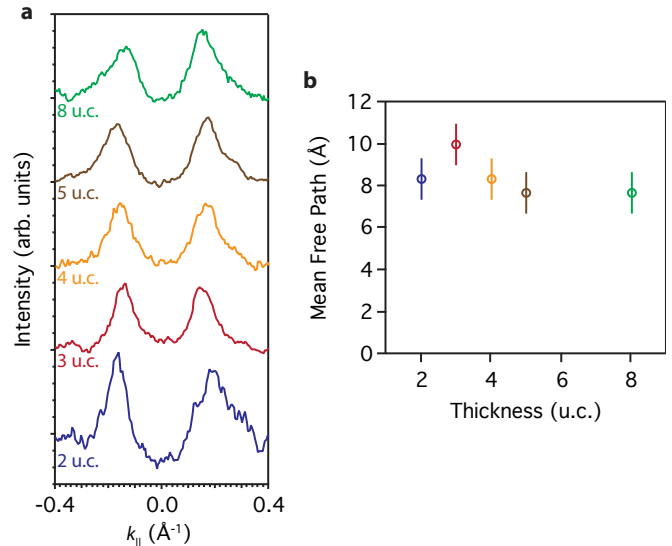 a
8 u.c.
5 u.c.
4 u.c.
3 u.c.
2 u.c.
Intensity (arb. units)
-0.4
0.0
0.4
k|| (Å-1)
b
12
10
8
6
4
2
0
Mean Free Path (Å)
2
4
6
8
Thickness (u.c.)